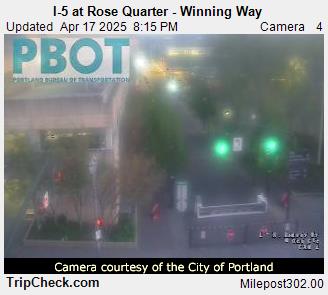 I-5 at Rose Quarter - Winning Way
Updated Apr 17 2025 8:15 PM Camera 4
PBOT
PORTLAND BUREAU OF TRANSPORTATION
Camera courtesy of the City of Portland
TripCheck.com Milepost302.00